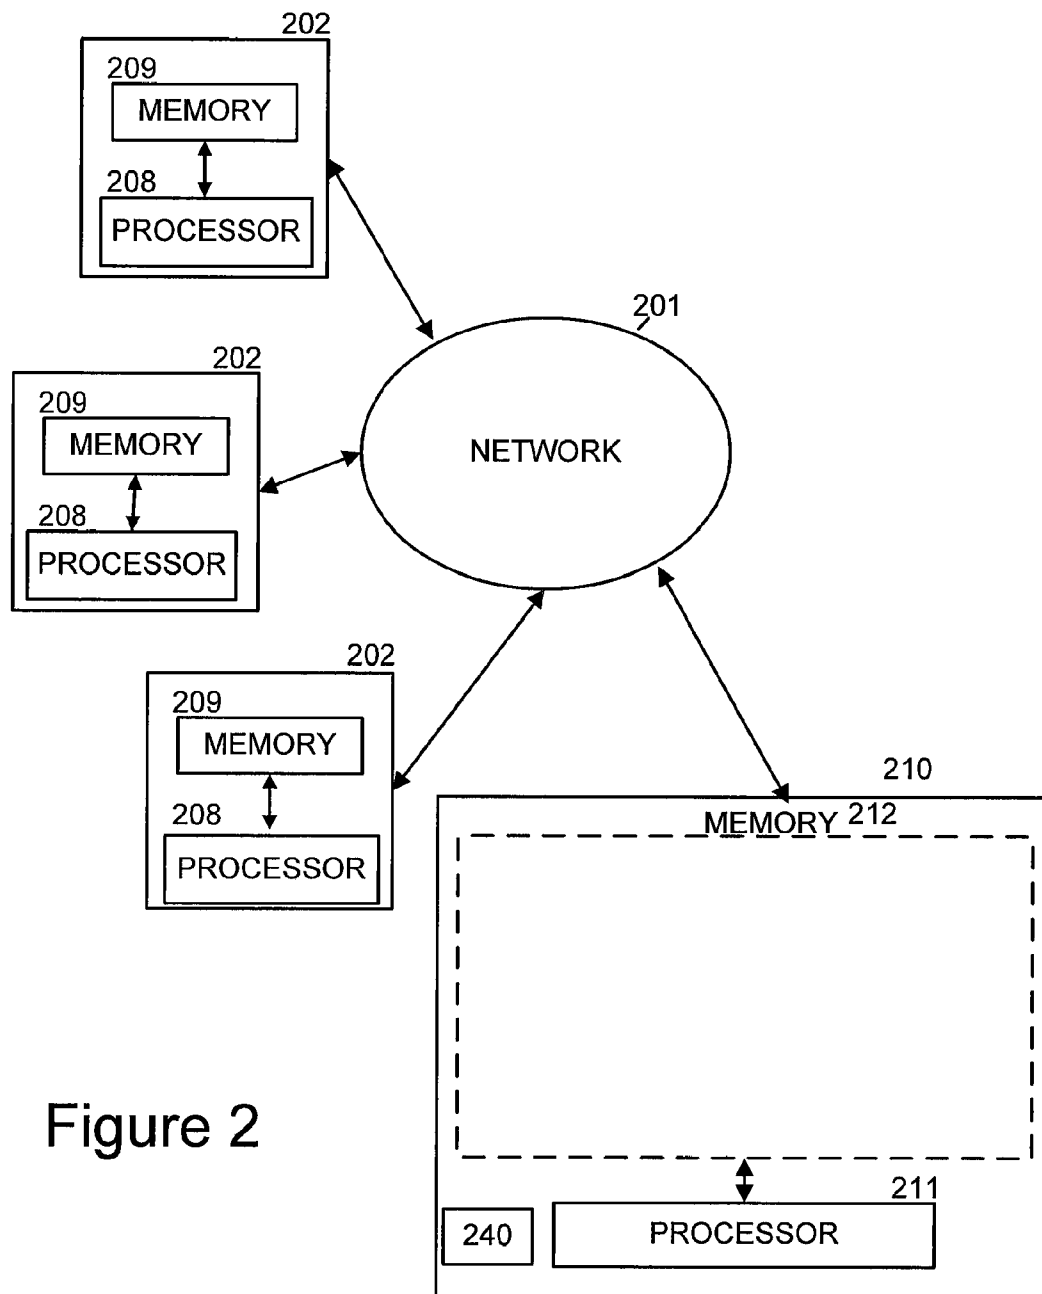 202
209
MEMORY
208
PROCESSOR
201
NETWORK
202
209
MEMORY
208
PROCESSOR
202
209
MEMORY
208
PROCESSOR
210
MEMORY 212
211
PROCESSOR
240
Figure 2